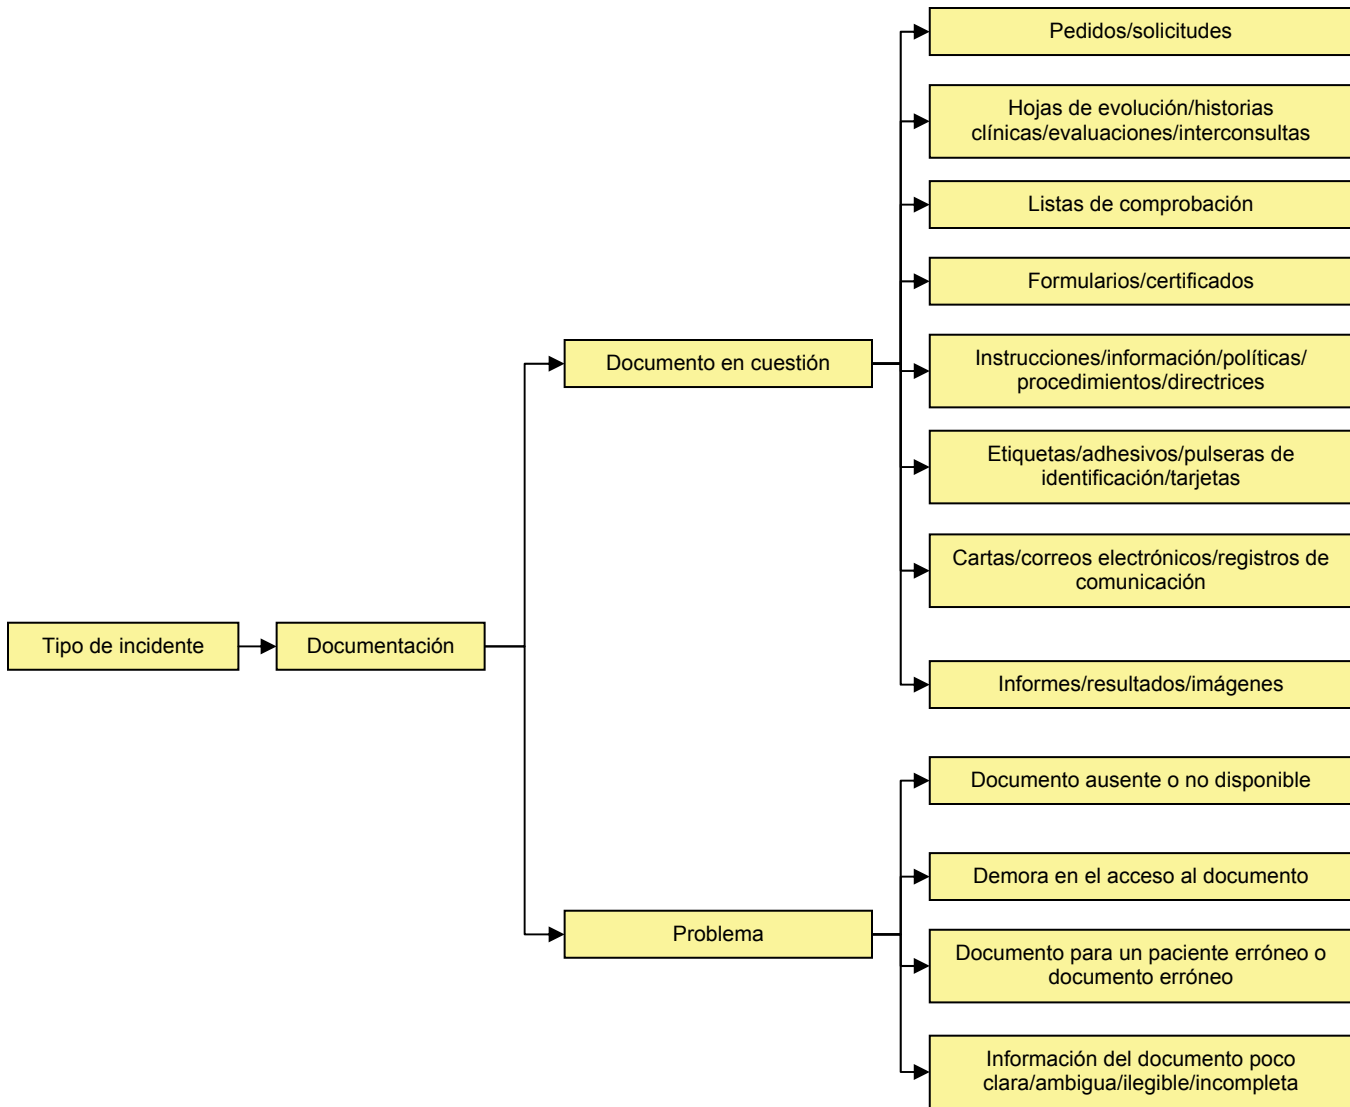 Pedidos/solicitudes
Hojas de evolución/historias
clínicas/evaluaciones/interconsultas
Listas de comprobación
Formularios/certificados
Documento en cuestión
Instrucciones/información/políticas/
procedimientos/directrices
Etiquetas/adhesivos/pulseras de
identificación/tarjetas
Cartas/correos electrónicos/registros de
comunicación
Tipo de incidente
Documentación
Informes/resultados/imágenes
Documento ausente o no disponible
Demora en el acceso al documento
Problema
Documento para un paciente erróneo o
documento erróneo
Información del documento poco
clara/ambigua/ilegible/incompleta